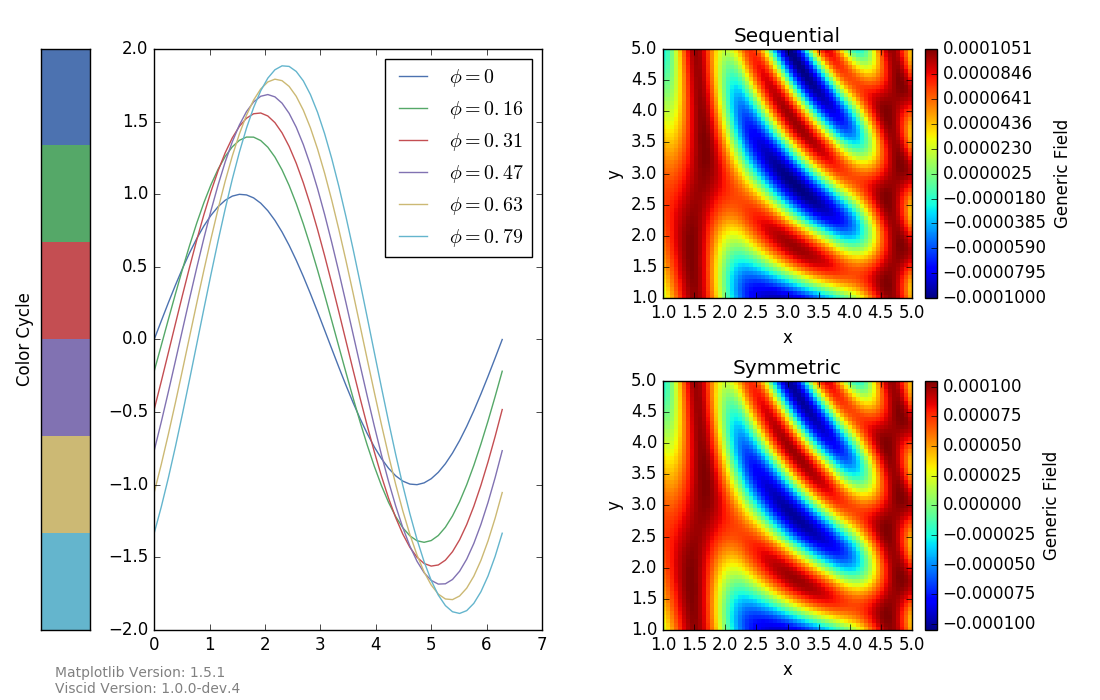 Color Cycle
2.0
1.5
1.0
0.5
0.0
−0.5
−1.0
−1.5
−2.0
0 1 2 3 4 5 6 7
ϕ = 0
ϕ = 0.16
ϕ = 0.31
ϕ = 0.47
ϕ = 0.63
ϕ = 0.79
Matplotlib Version: 1.5.1
Viscid Version: 1.0.0-dev.4
Sequential
y
5.0
4.5
4.0
3.5
3.0
2.5
2.0
1.5
1.0
1.0 1.5 2.0 2.5 3.0 3.5 4.0 4.5 5.0
x
0.0001051
0.0000846
0.0000641
0.0000436
0.0000230
0.0000025
−0.0000180
−0.0000385
−0.0000590
−0.0000795
−0.0001000
Generic Field
Symmetric
y
5.0
4.5
4.0
3.5
3.0
2.5
2.0
1.5
1.0
1.0 1.5 2.0 2.5 3.0 3.5 4.0 4.5 5.0
x
0.000100
0.000075
0.000050
0.000025
0.000000
−0.000025
−0.000050
−0.000075
−0.000100
Generic Field